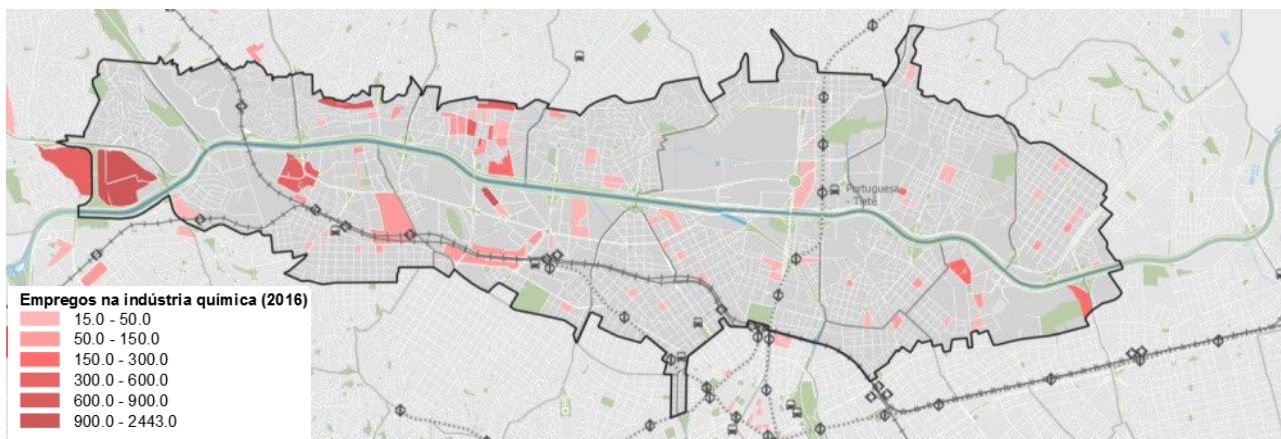 Portuguesa
- Tietê
Empregos na indústria química (2016)
15.0 - 50.0
50.0 - 150.0
150.0 - 300.0
300.0 - 600.0
600.0 - 900.0
900.0 - 2443.0